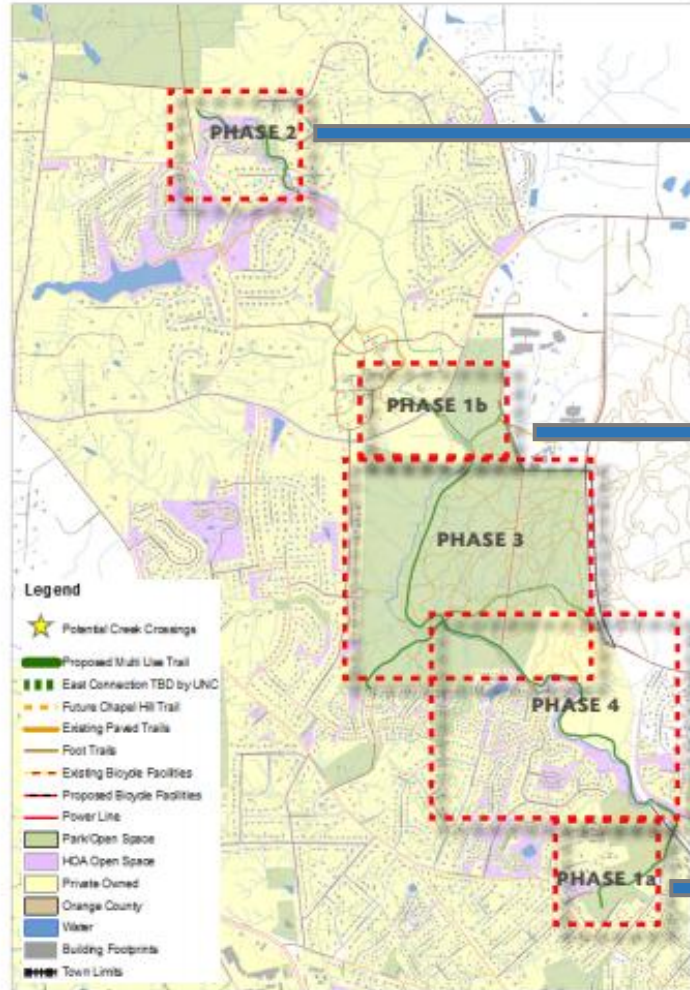 PHASE 2
PHASE 1b
PHASE 3
PHASE 4
PHASE 1a
Legend
Potential Creek Crossings
Proposed Multi Use Trail
East Connection TBD by UNC
Future Chapel Hill Trail
Existing Paved Trails
Foot Trails
Existing Bicycle Facilities
Proposed Bicycle Facilities
Power Line
Park/Open Space
HOA Open Space
Private Owned
Orange County
Water
Building Footprints
Town Limits